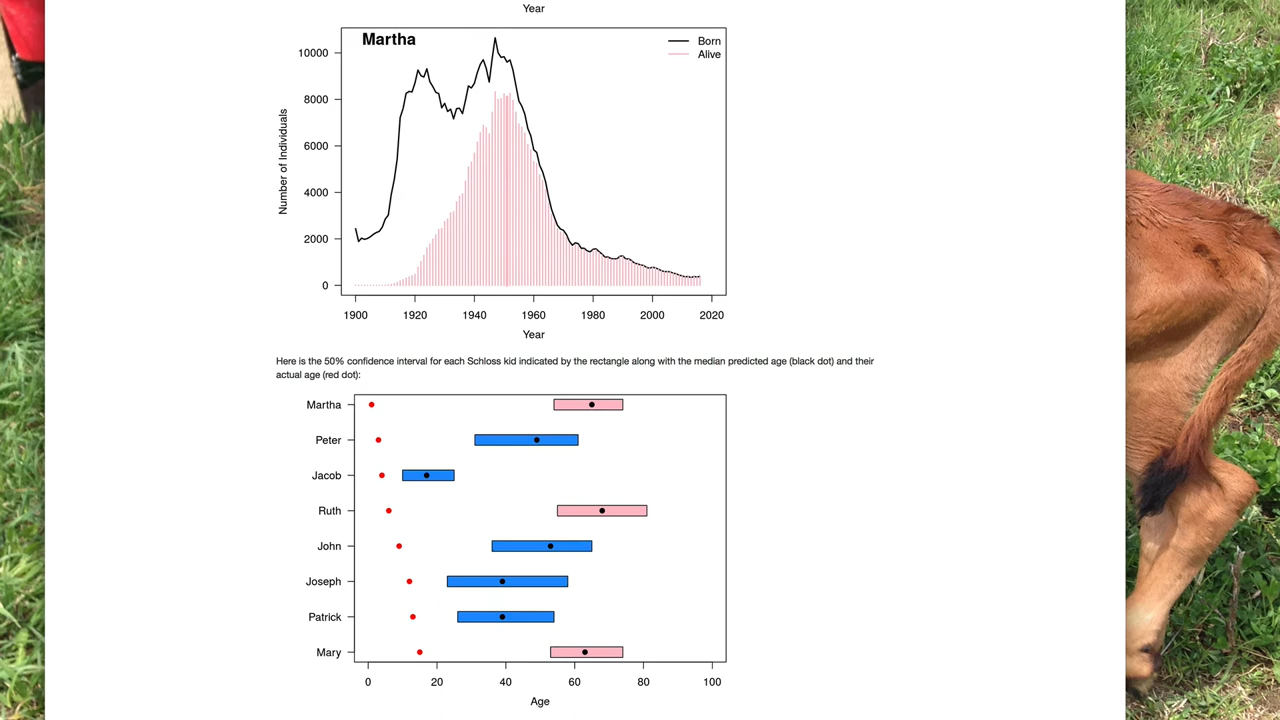 Year
Martha
Born
Alive
Number of Individuals
10000
8000
6000
4000
2000
0
1900 1920 1940 1960 1980 2000 2020
Year
Here is the 50% confidence interval for each Schloss kid indicated by the rectangle along with the median predicted age (black dot) and their
actual age (red dot):
Martha
Peter
Jacob
Ruth
John
Joseph
Patrick
Mary
0 20 40 60 80 100
Age